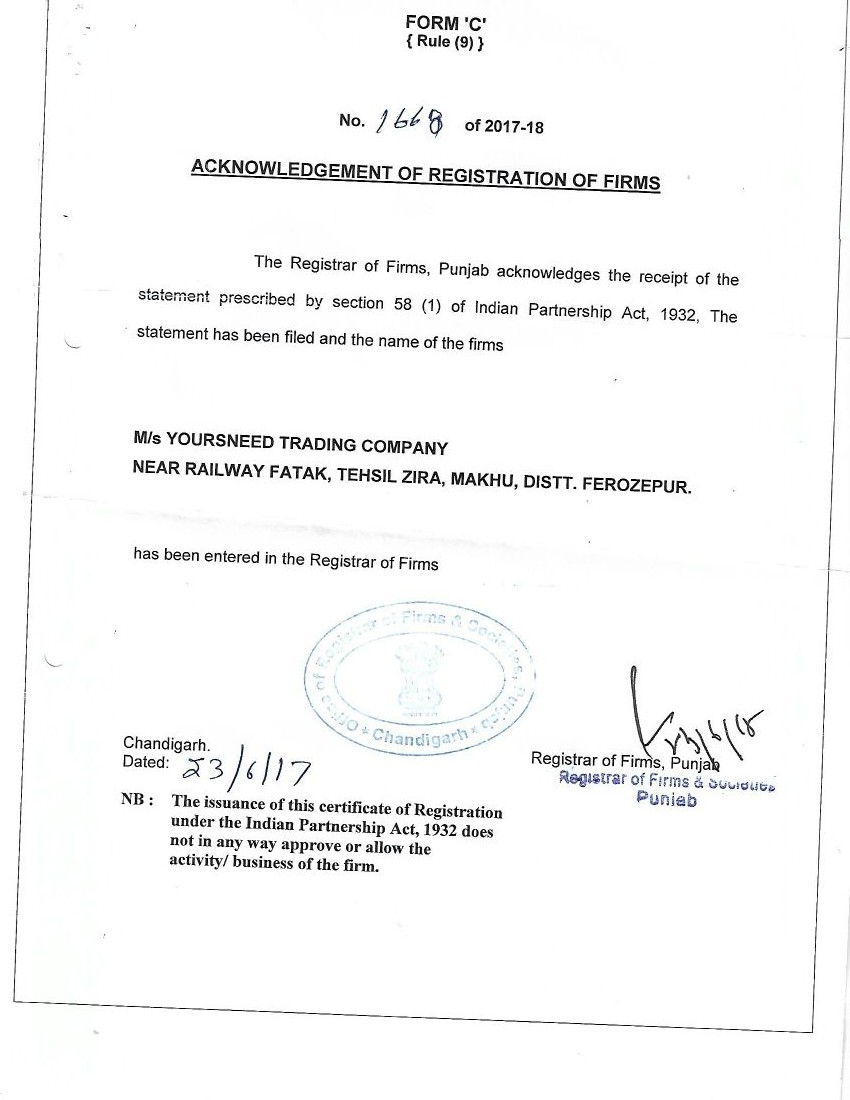 FORM 'C'
{ Rule (9) }
No. 1668 of 2017-18
ACKNOWLEDGEMENT OF REGISTRATION OF FIRMS
The Registrar of Firms, Punjab acknowledges the receipt of the
statement prescribed by section 58 (1) of Indian Partnership Act, 1932, The
statement has been filed and the name of the firms
M/s YOURSNEED TRADING COMPANY
NEAR RAILWAY FATAK, TEHSIL ZIRA, MAKHU, DISTT. FEROZEPUR.
has been entered in the Registrar of Firms
Office of Registrar of Firms & Societies, Punjab
* Chandigarh *
Chandigarh.
Dated: 23/6/17
Registrar of Firms, Punjab
Registrar of Firms & Societies
Punjab
NB : The issuance of this certificate of Registration
under the Indian Partnership Act, 1932 does
not in any way approve or allow the
activity/ business of the firm.